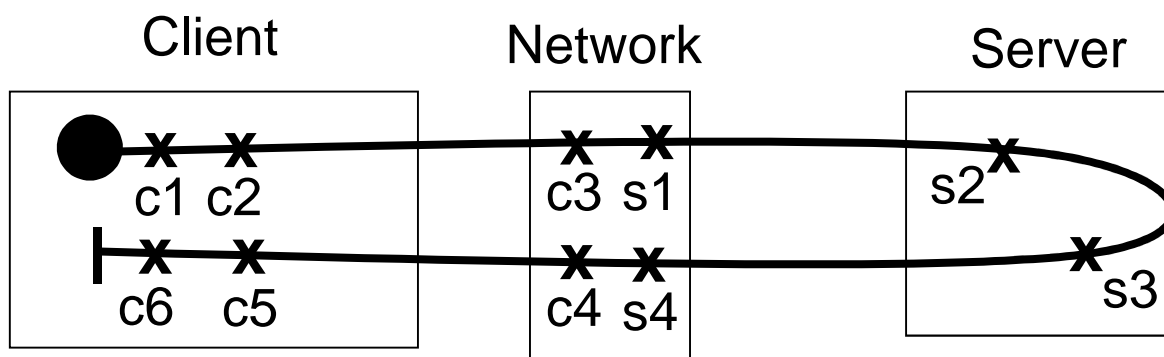 Client
Network
Server
c1 c2
c3 s1
s2
c6 c5
c4 s4
s3